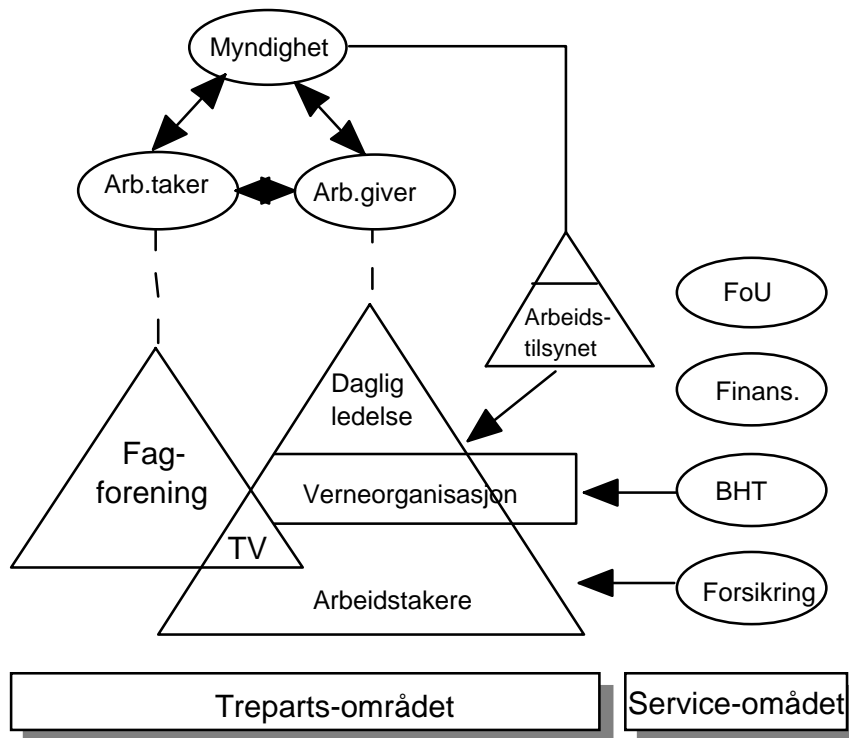 Myndighet
Arb.taker
Arb.giver
FoU
Arbeids-
tilsynet
Daglig
ledelse
Finans.
Fag-
forening
Verneorganisasjon
BHT
TV
Arbeidstakere
Forsikring
Treparts-området
Service-omådet